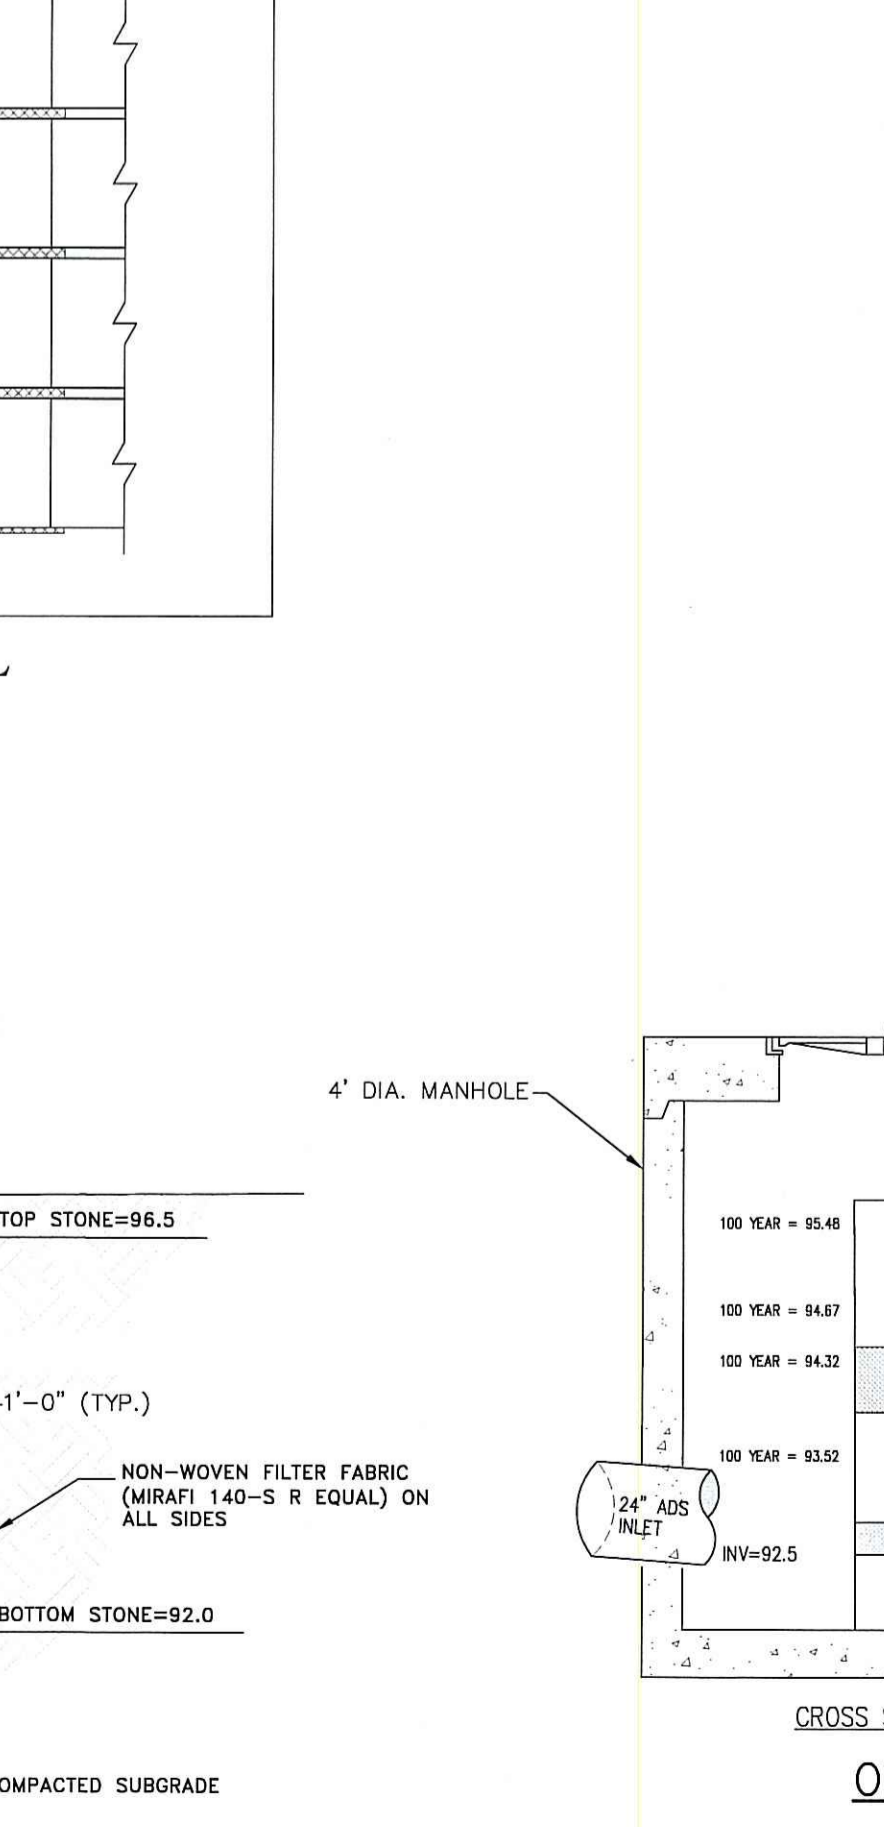 4' DIA. MANHOLE
TOP STONE=96.5
1'-0" (TYP.)
NON-WOVEN FILTER FABRIC
(MIRAFI 140-S R EQUAL) ON
ALL SIDES
BOTTOM STONE=92.0
OMPACTED SUBGRADE
100 YEAR = 95.48
100 YEAR = 94.67
100 YEAR = 94.32
100 YEAR = 93.52
24" ADS
INLET
INV=92.5
CROSS
O